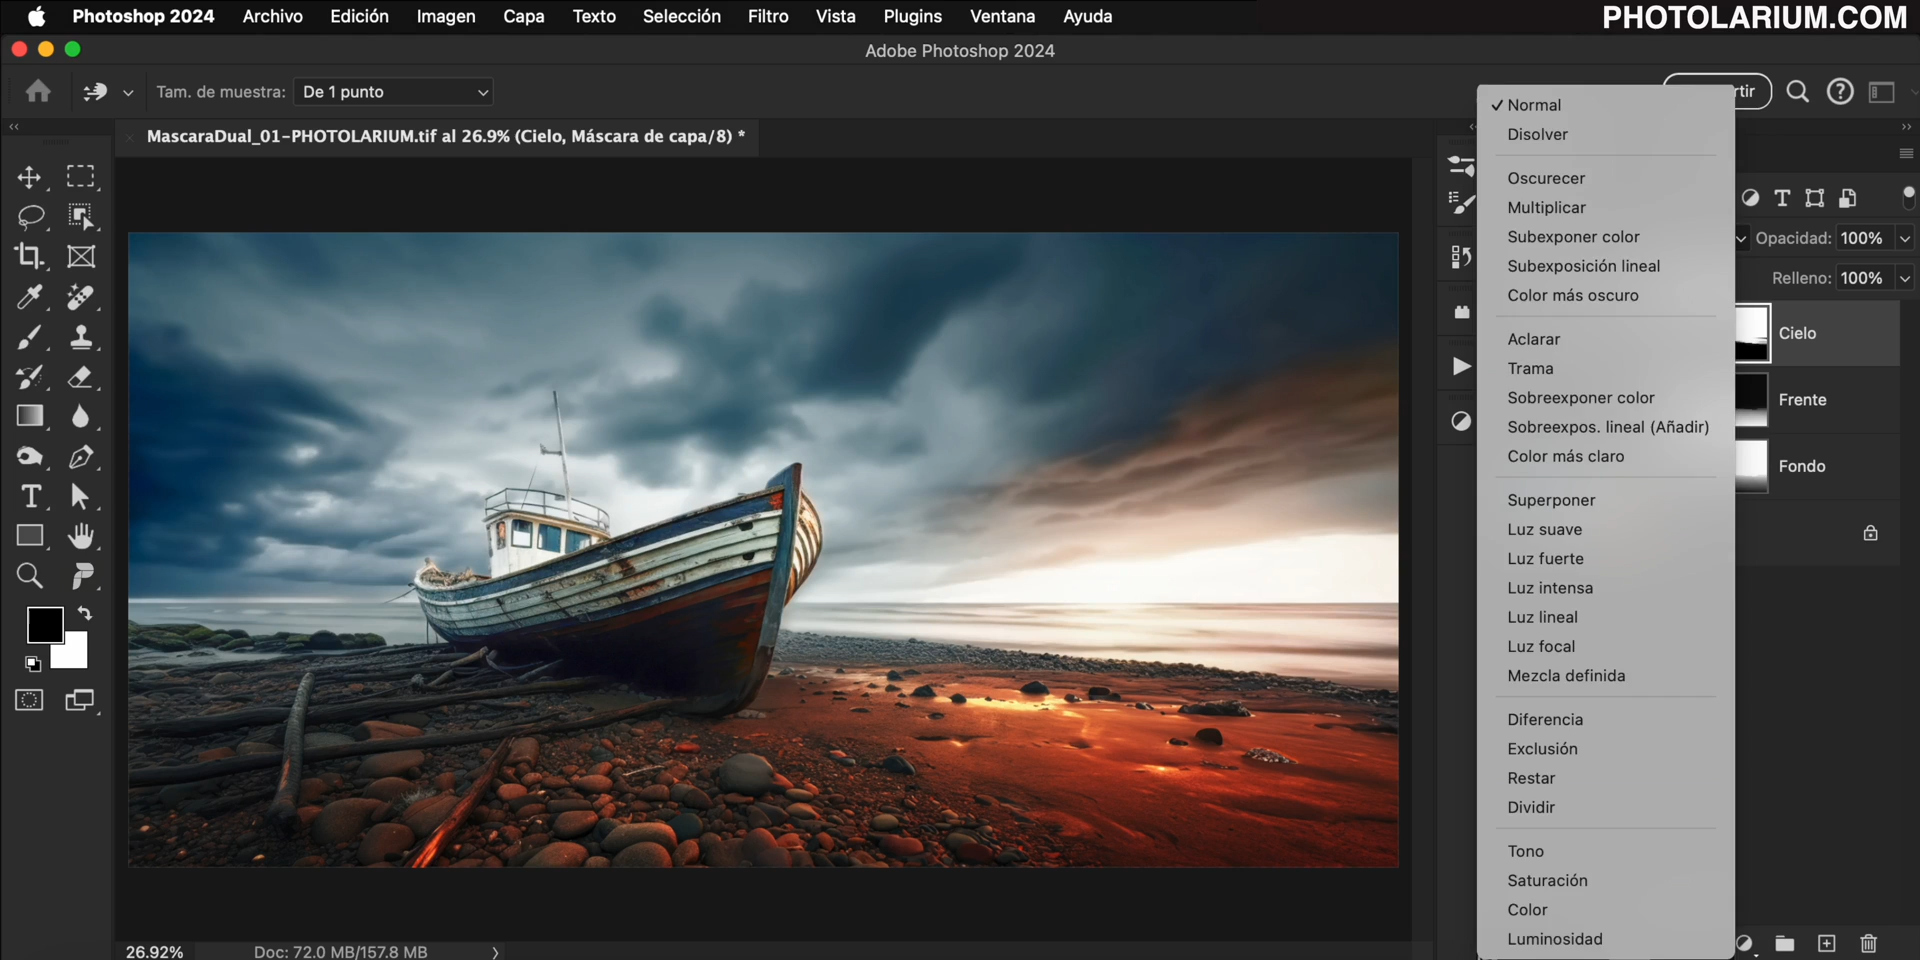 Photoshop 2024 Archivo Edición Imagen Capa Texto Selección Filtro Vista Plugins Ventana Ayuda
PHOTOLARIUM.COM
Adobe Photoshop 2024
Tam. de muestra: De 1 punto
rtir
MascaraDual_01-PHOTOLARIUM.tif al 26.9% (Cielo, Máscara de capa/8) *
Normal
Disolver
Oscurecer
Multiplicar
Subexponer color
Subexposición lineal
Color más oscuro
Aclarar
Trama
Sobreexponer color
Sobreexpos. lineal (Añadir)
Color más claro
Superponer
Luz suave
Luz fuerte
Luz intensa
Luz lineal
Luz focal
Mezcla definida
Diferencia
Exclusión
Restar
Dividir
Tono
Saturación
Color
Luminosidad
Opacidad: 100%
Relleno: 100%
Cielo
Frente
Fondo
26.92% Doc: 72.0 MB/157.8 MB